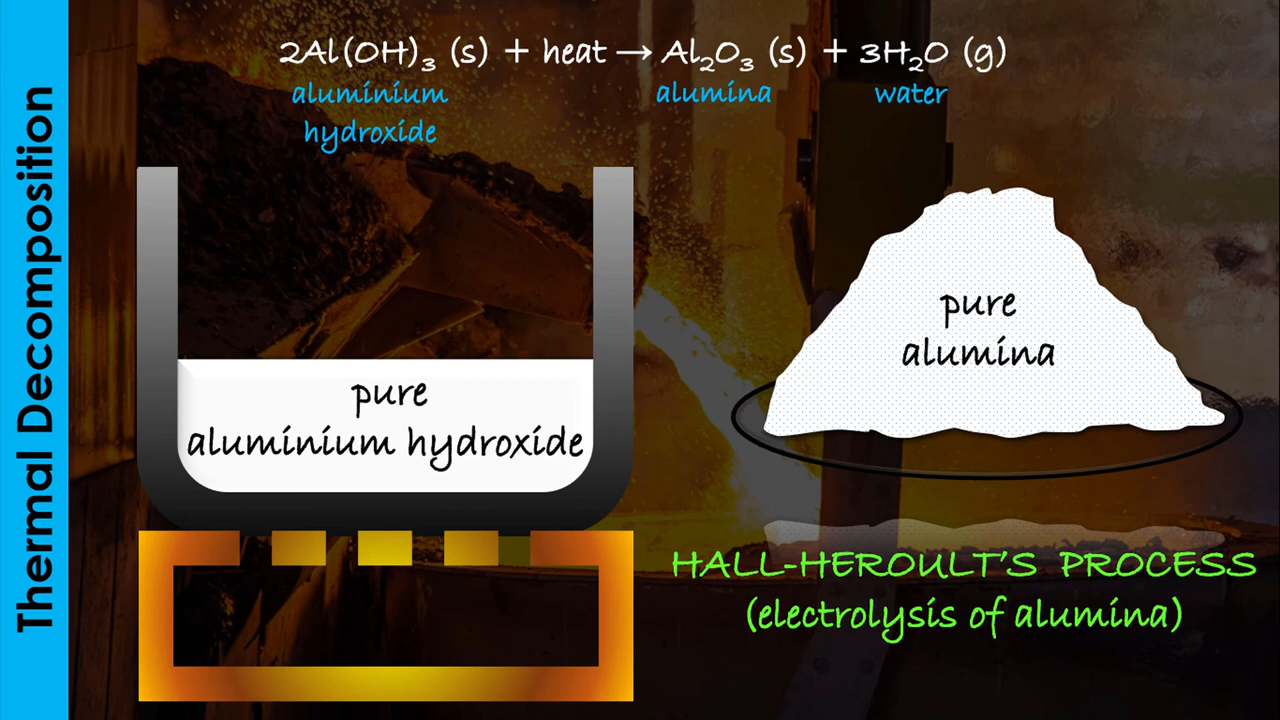 Thermal Decomposition
2Al(OH)₃ (s) + heat → Al₂O₃ (s) + 3H₂O (g)
aluminium hydroxide
alumina
water
pure
aluminium hydroxide
pure
alumina
HALL-HEROULT'S PROCESS
(electrolysis of alumina)